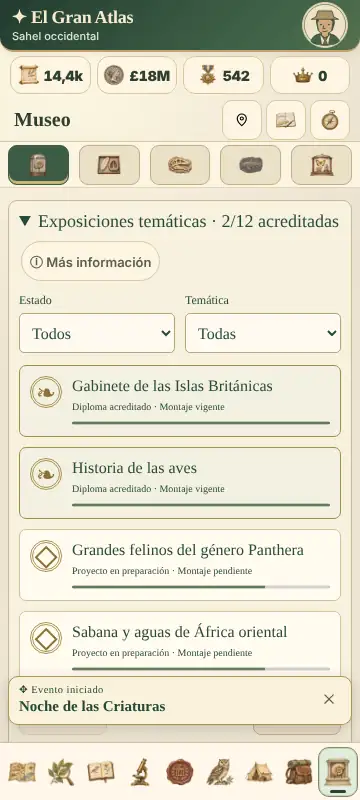 ✦ El Gran Atlas
Sahel occidental
14,4k
£18M
542
0
Museo
▼ Exposiciones temáticas · 2/12 acreditadas
ⓘ Más información
Estado
Temática
Todos
Todas
Gabinete de las Islas Británicas
Diploma acreditado · Montaje vigente
Historia de las aves
Diploma acreditado · Montaje vigente
Grandes felinos del género Panthera
Proyecto en preparación · Montaje pendiente
Sabana y aguas de África oriental
Proyecto en preparación · Montaje pendiente
✥ Evento iniciado
Noche de las Criaturas
×